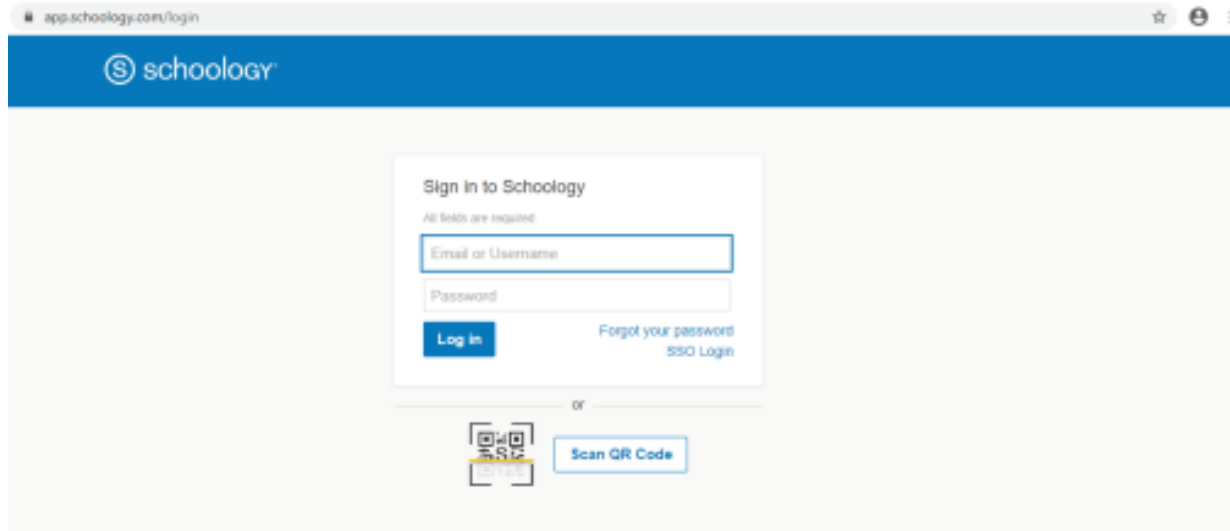 app.schoology.com/login
schoology
Sign in to Schoology
All fields are required
Email or Username
Password
Log in
Forgot your password
SSO Login
or
Scan QR Code